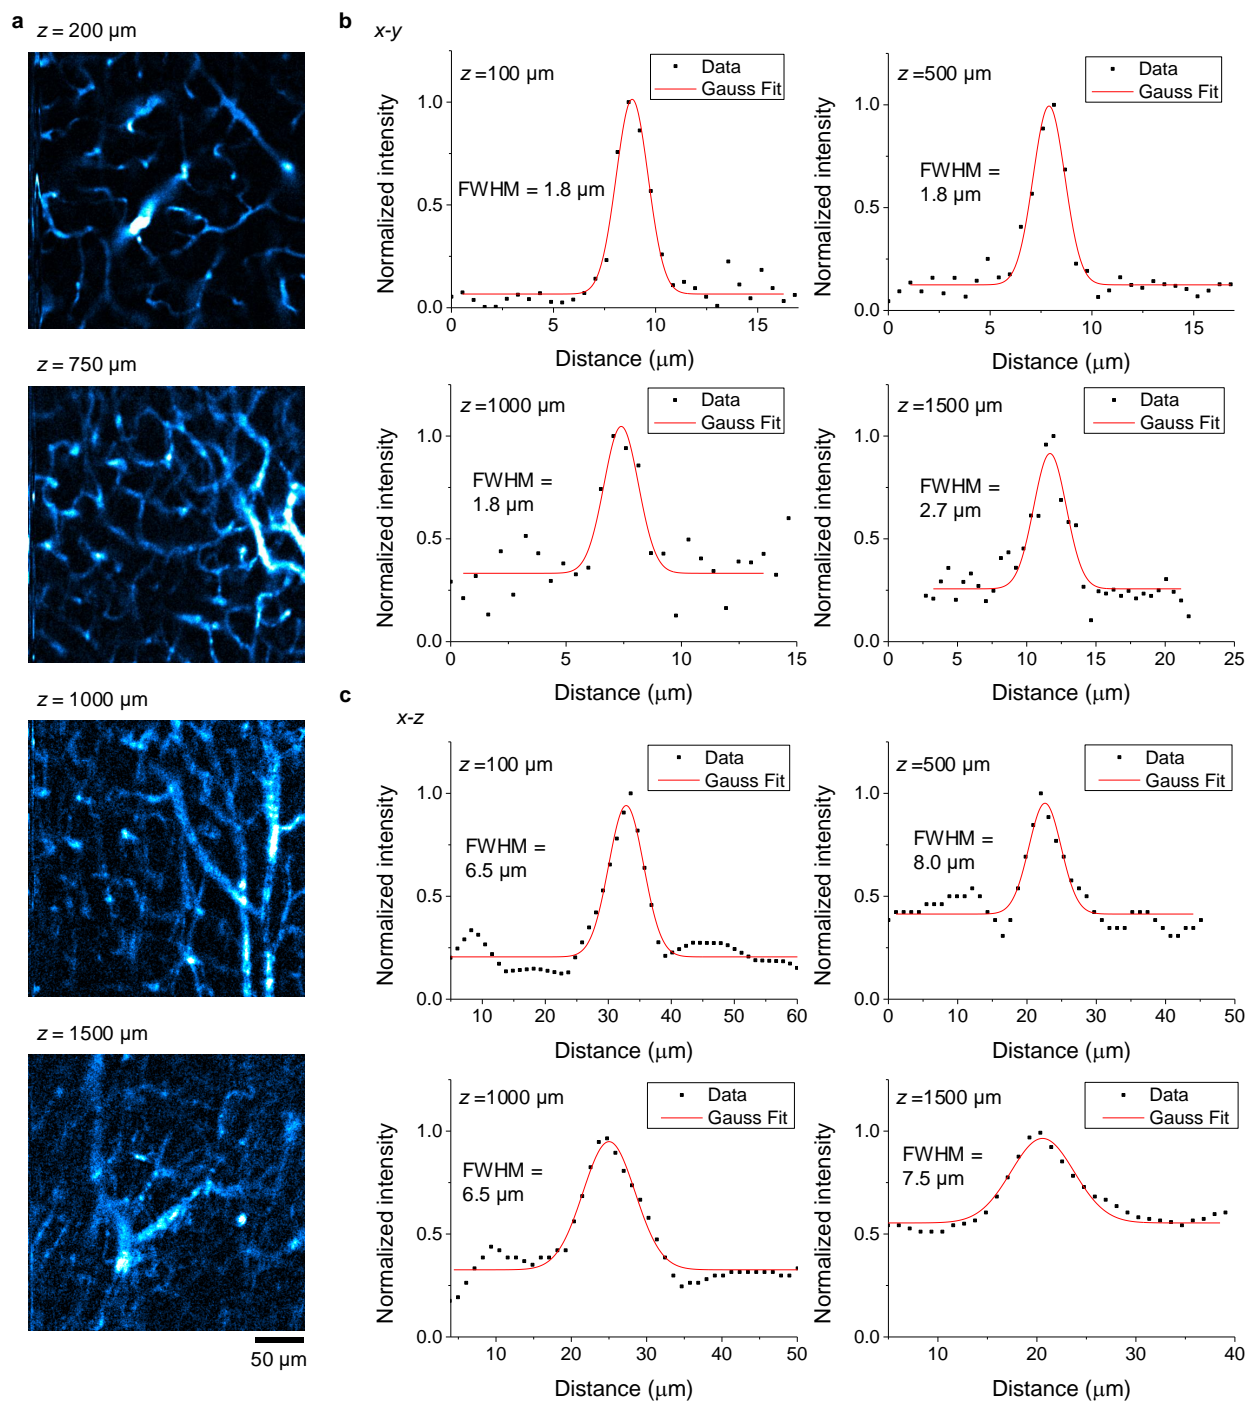 a
z = 200 µm
z = 750 µm
z = 1000 µm
z = 1500 µm
50 µm
b
x-y
z =100 µm
Data
Gauss Fit
FWHM = 1.8 µm
Normalized intensity
1.0
0.5
0.0
0 5 10 15
Distance (µm)
z =500 µm
Data
Gauss Fit
FWHM =
1.8 µm
Normalized intensity
1.0
0.5
0.0
0 5 10 15
Distance (µm)
z =1000 µm
Data
Gauss Fit
FWHM =
1.8 µm
Normalized intensity
1.0
0.5
0.0
0 5 10 15
Distance (µm)
z =1500 µm
Data
Gauss Fit
FWHM =
2.7 µm
Normalized intensity
1.0
0.5
0.0
0 5 10 15 20 25
Distance (µm)
c
x-z
z =100 µm
Data
Gauss Fit
FWHM =
6.5 µm
Normalized intensity
1.0
0.5
0.0
10 20 30 40 50 60
Distance (µm)
z =500 µm
Data
Gauss Fit
FWHM =
8.0 µm
Normalized intensity
1.0
0.5
0.0
0 10 20 30 40 50
Distance (µm)
z =1000 µm
Data
Gauss Fit
FWHM =
6.5 µm
Normalized intensity
1.0
0.5
0.0
10 20 30 40 50
Distance (µm)
z =1500 µm
Data
Gauss Fit
FWHM =
7.5 µm
Normalized intensity
1.0
0.5
0.0
10 20 30 40
Distance (µm)